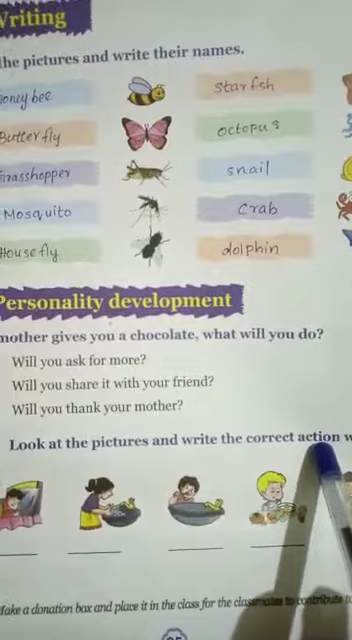 Writing
the pictures and write their names.
oney bee
Star fish
Butter fly
octopus
Grasshopper
snail
Mosquito
Crab
House fly
dolphin
Personality development
mother gives you a chocolate, what will you do?
Will you ask for more?
Will you share it with your friend?
Will you thank your mother?
Look at the pictures and write the correct action w
Make a donation box and place it in the class for the classmates to contribute to